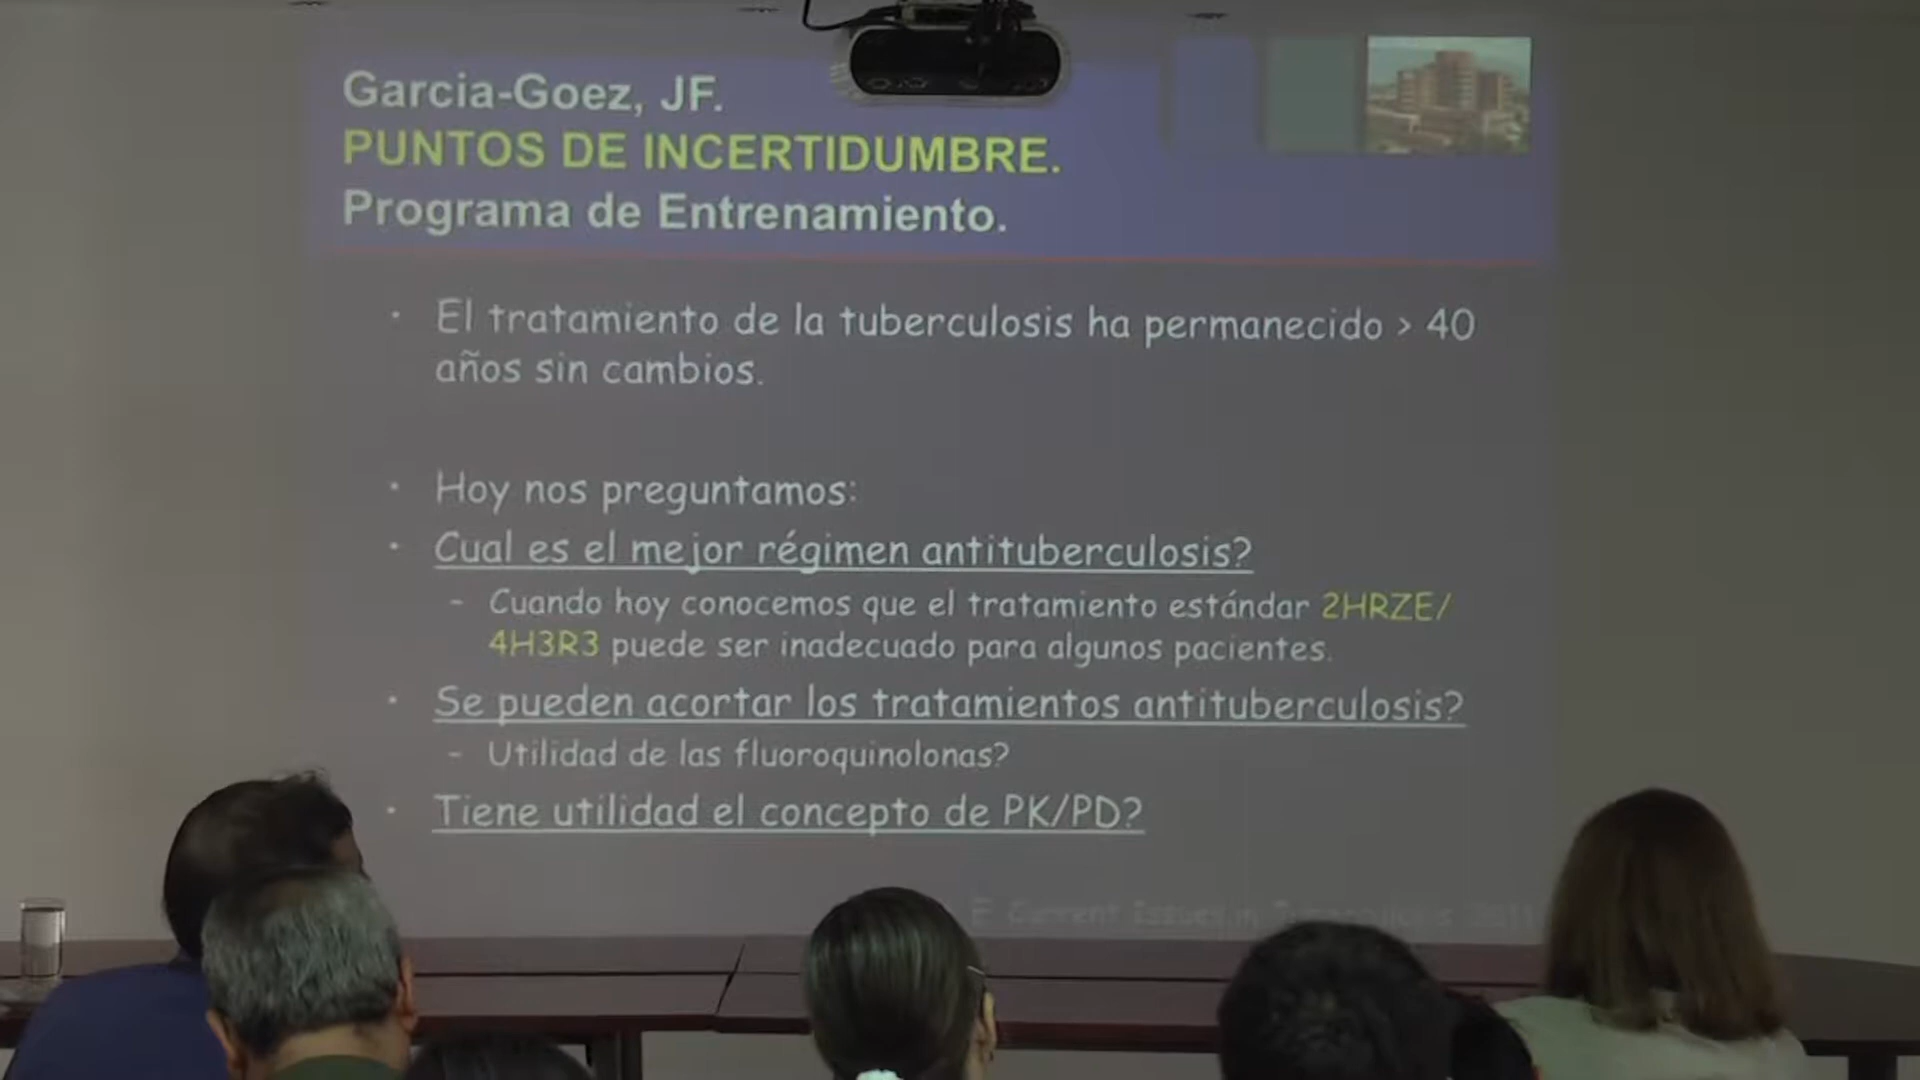 Garcia-Goez, JF.
PUNTOS DE INCERTIDUMBRE.
Programa de Entrenamiento.
· El tratamiento de la tuberculosis ha permanecido > 40
años sin cambios.
· Hoy nos preguntamos:
· Cual es el mejor régimen antituberculosis?
- Cuando hoy conocemos que el tratamiento estándar 2HRZE/
4H3R3 puede ser inadecuado para algunos pacientes.
· Se pueden acortar los tratamientos antituberculosis?
- Utilidad de las fluoroquinolonas?
· Tiene utilidad el concepto de PK/PD?
Current Issues in